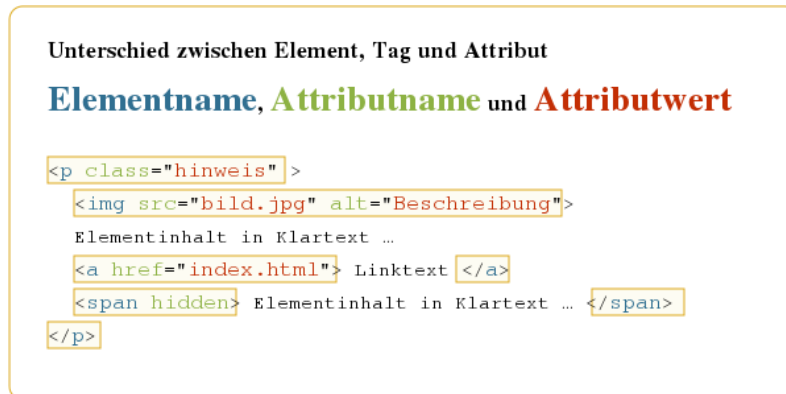 Unterschied zwischen Element, Tag und Attribut
Elementname, Attributname und Attributwert
<p class="hinweis" >
<img src="bild.jpg" alt="Beschreibung">
Elementinhalt in Klartext …
<a href="index.html"> Linktext </a>
<span hidden> Elementinhalt in Klartext … </span>
</p>